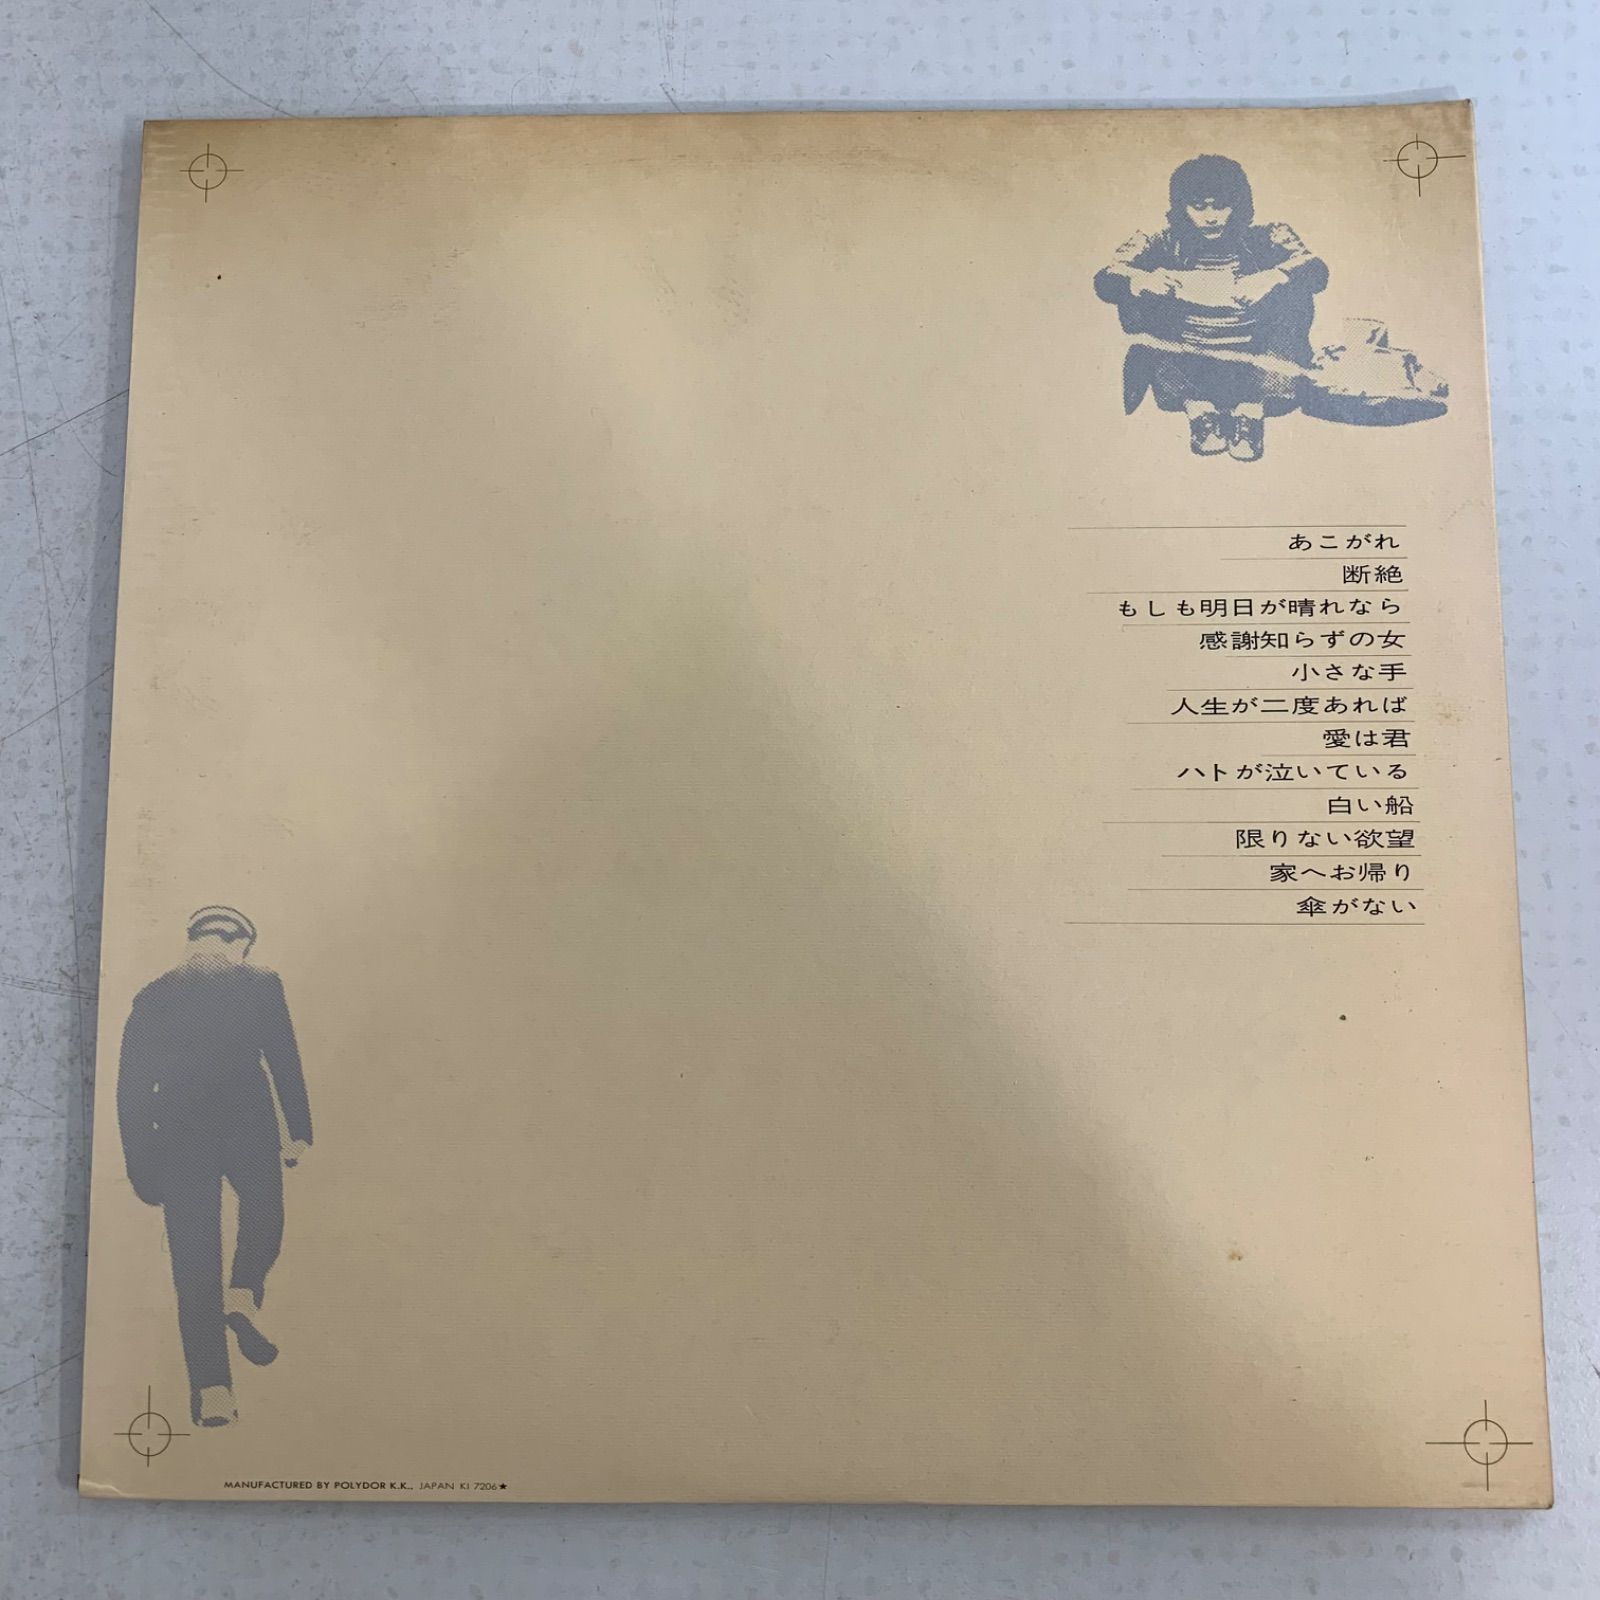 あこがれ
断絶
もしも明日が晴れなら
感謝知らずの女
小さな手
人生が二度あれば
愛は君
ハトが泣いている
白い船
限りない欲望
家へお帰り
傘がない
MANUFACTURED BY POLYDOR K.K., JAPAN KI 7206★